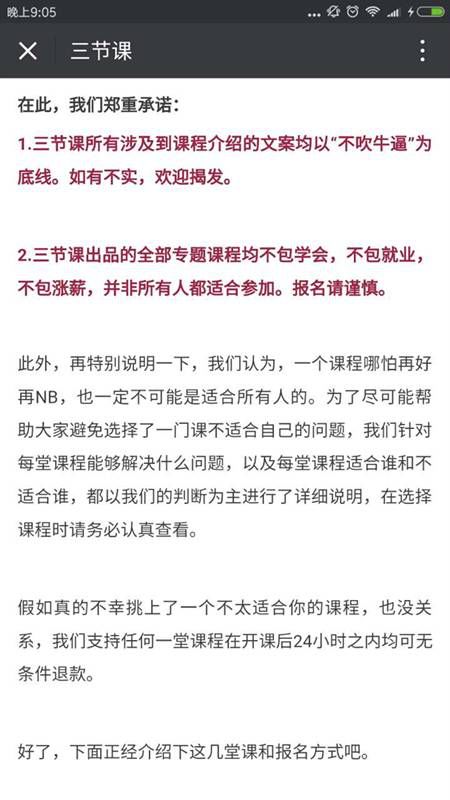 晚上9:05
三节课
在此，我们郑重承诺：
1.三节课所有涉及到课程介绍的文案均以“不吹牛逼”为
底线。如有不实，欢迎揭发。
2.三节课出品的全部专题课程均不包学会，不包就业，
不包涨薪，并非所有人都适合参加。报名请谨慎。
此外，再特别说明一下，我们认为，一个课程哪怕再好
再NB，也一定不可能是适合所有人的。为了尽可能帮
助大家避免选择了一门课不适合自己的问题，我们针对
每堂课程能够解决什么问题，以及每堂课程适合谁和不
适合谁，都以我们的判断为主进行了详细说明，在选择
课程时请务必认真查看。
假如真的不幸挑上了一个不太适合你的课程，也没关
系，我们支持任何一堂课程在开课后24小时之内均可无
条件退款。
好了，下面正经介绍下这几堂课和报名方式吧。